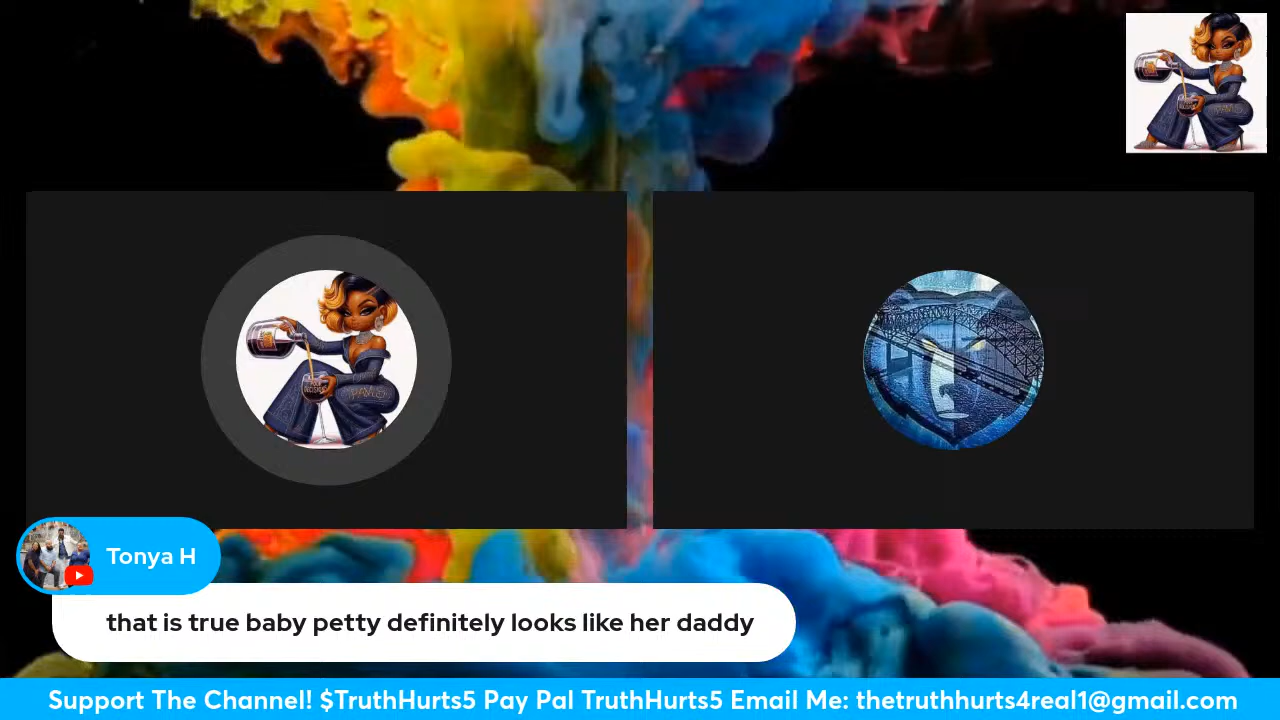 Tonya H
that is true baby petty definitely looks like her daddy
Support The Channel! $TruthHurts5 Pay Pal TruthHurts5 Email Me: thetruthhurts4real1@gmail.com